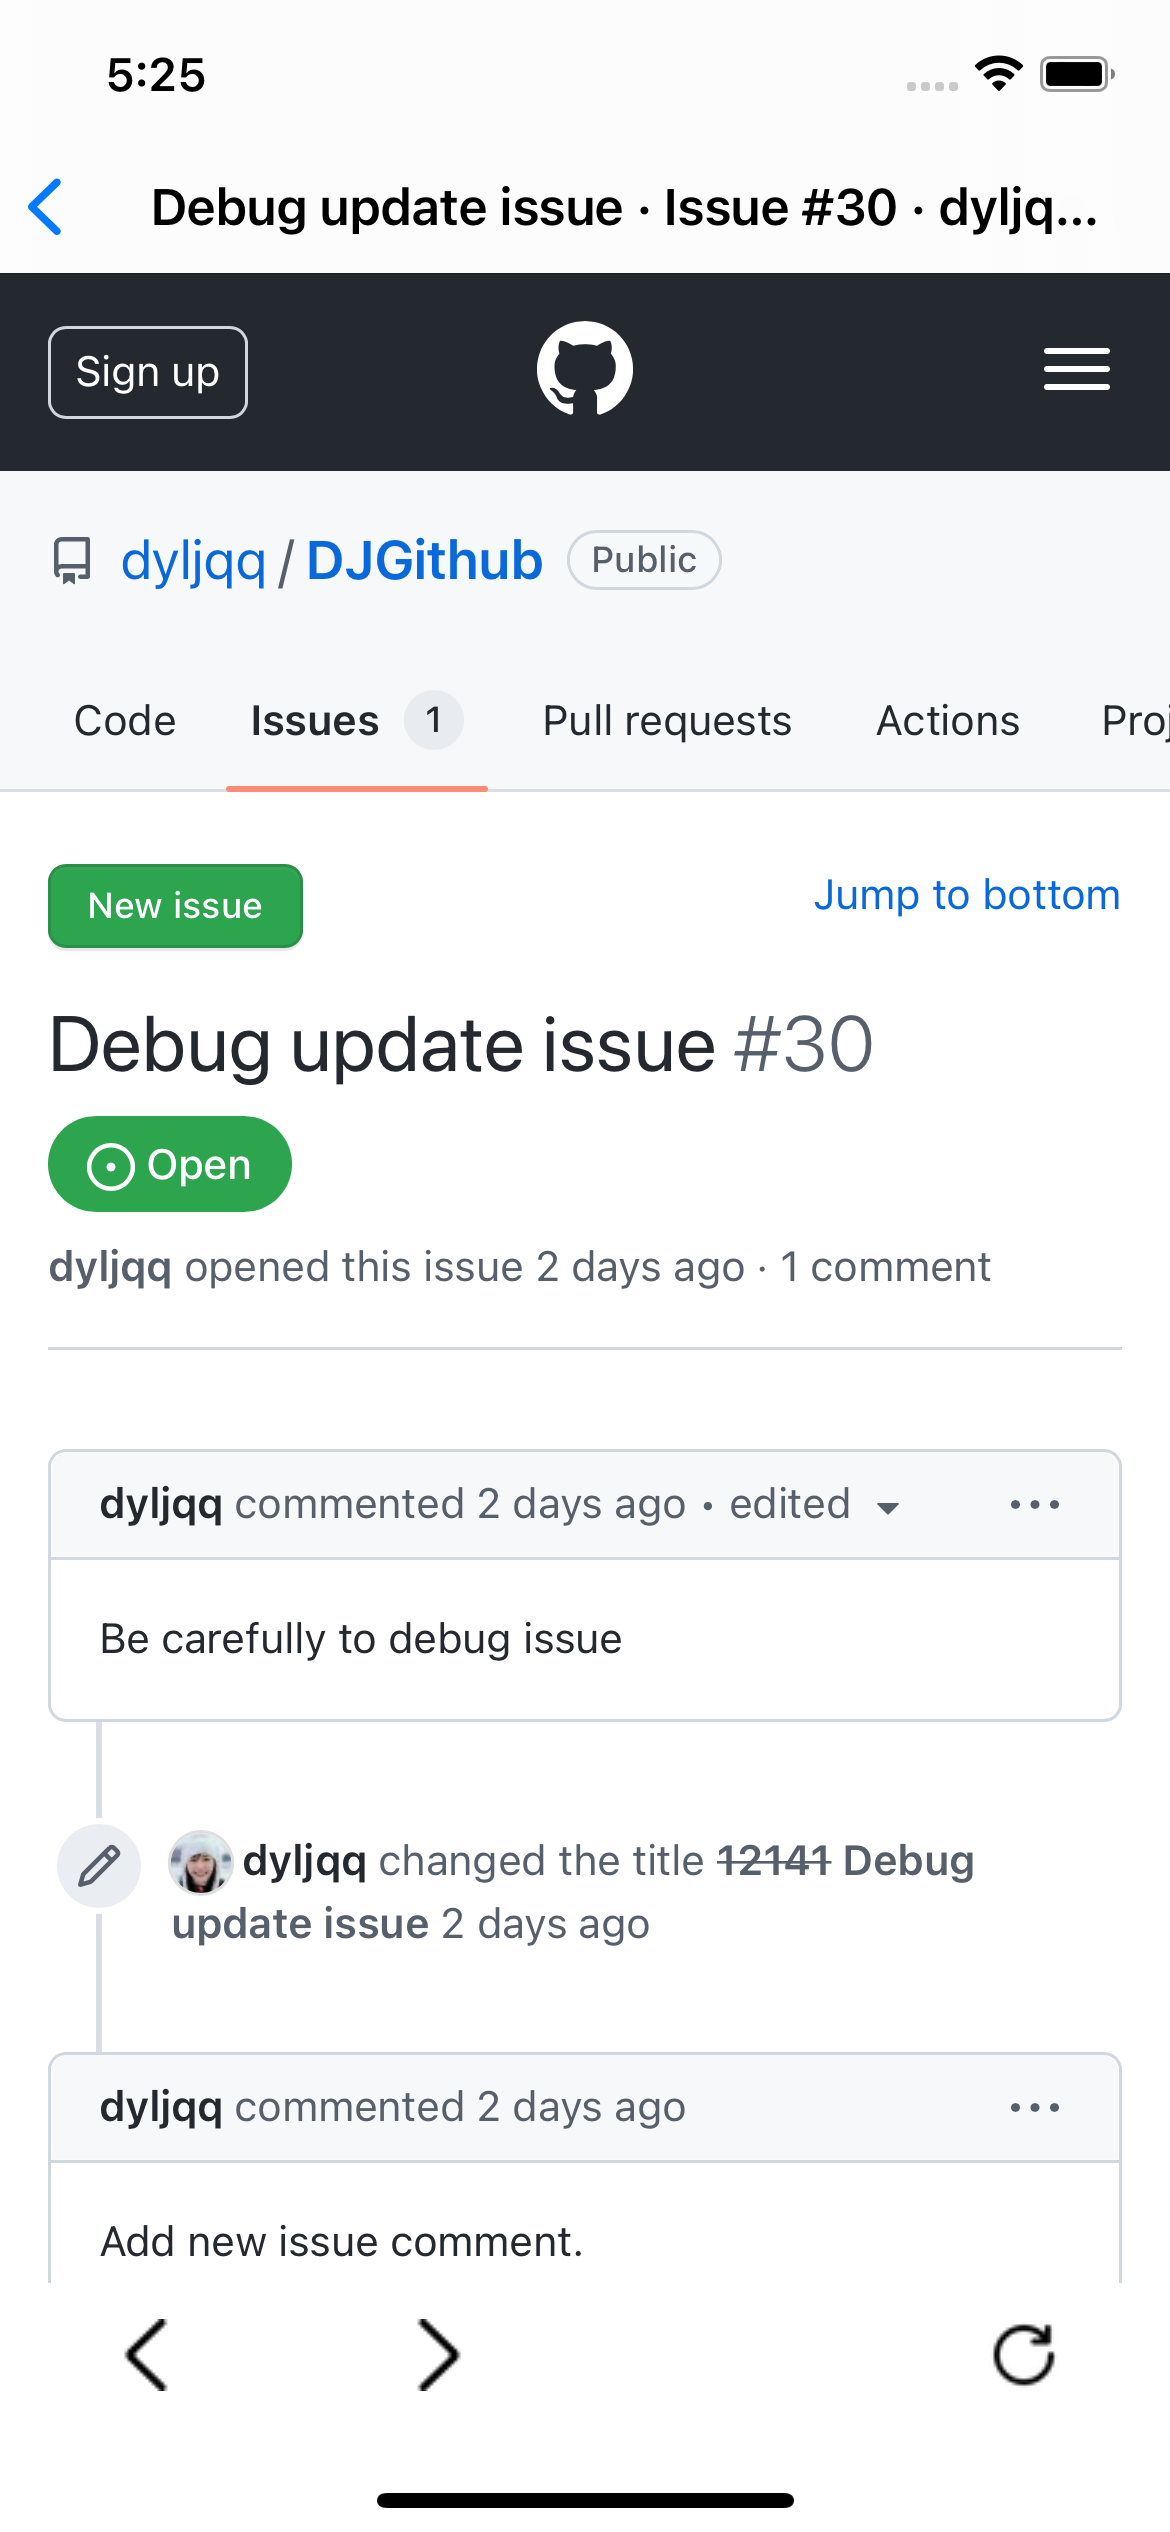 5:25
Debug update issue · Issue #30 · dyljq...
Sign up
dyljqq / DJGithub Public
Code Issues 1 Pull requests Actions Proj
New issue
Jump to bottom
Debug update issue #30
Open
dyljqq opened this issue 2 days ago · 1 comment
dyljqq commented 2 days ago • edited
Be carefully to debug issue
dyljqq changed the title 12141 Debug
update issue 2 days ago
dyljqq commented 2 days ago
Add new issue comment.